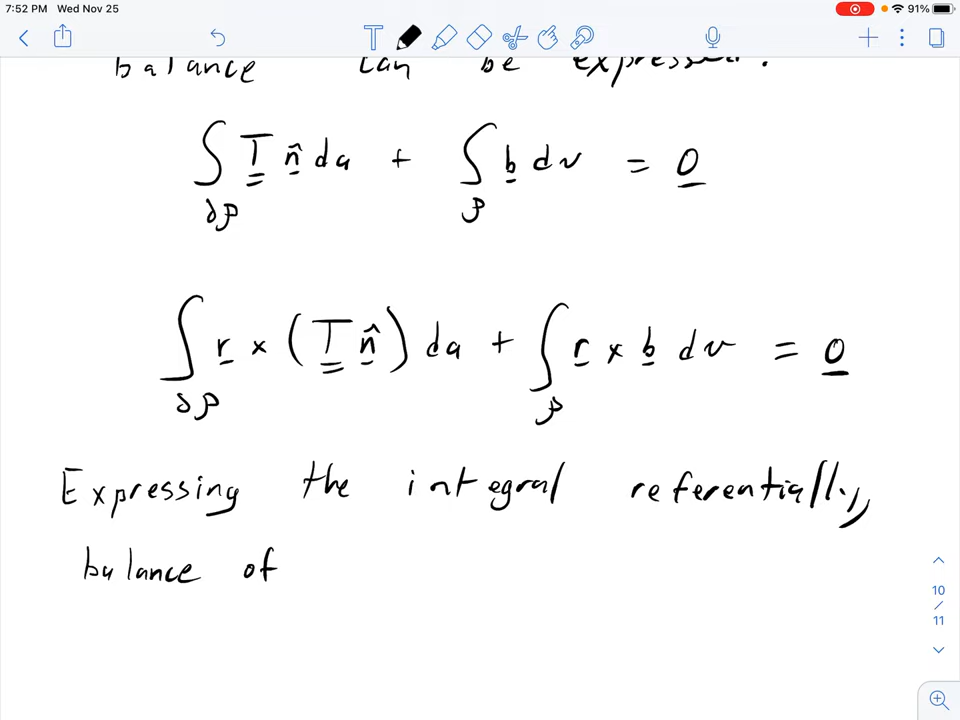 7:52 PM Wed Nov 25
91%
T
balance can be expressed:
∫_∂𝒫 T n̂ da + ∫_𝒫 b dv = 0
∫_∂𝒫 r × (T n̂) da + ∫_𝒫 r × b dv = 0
Expressing the integral referentially,
balance of
10
/
11